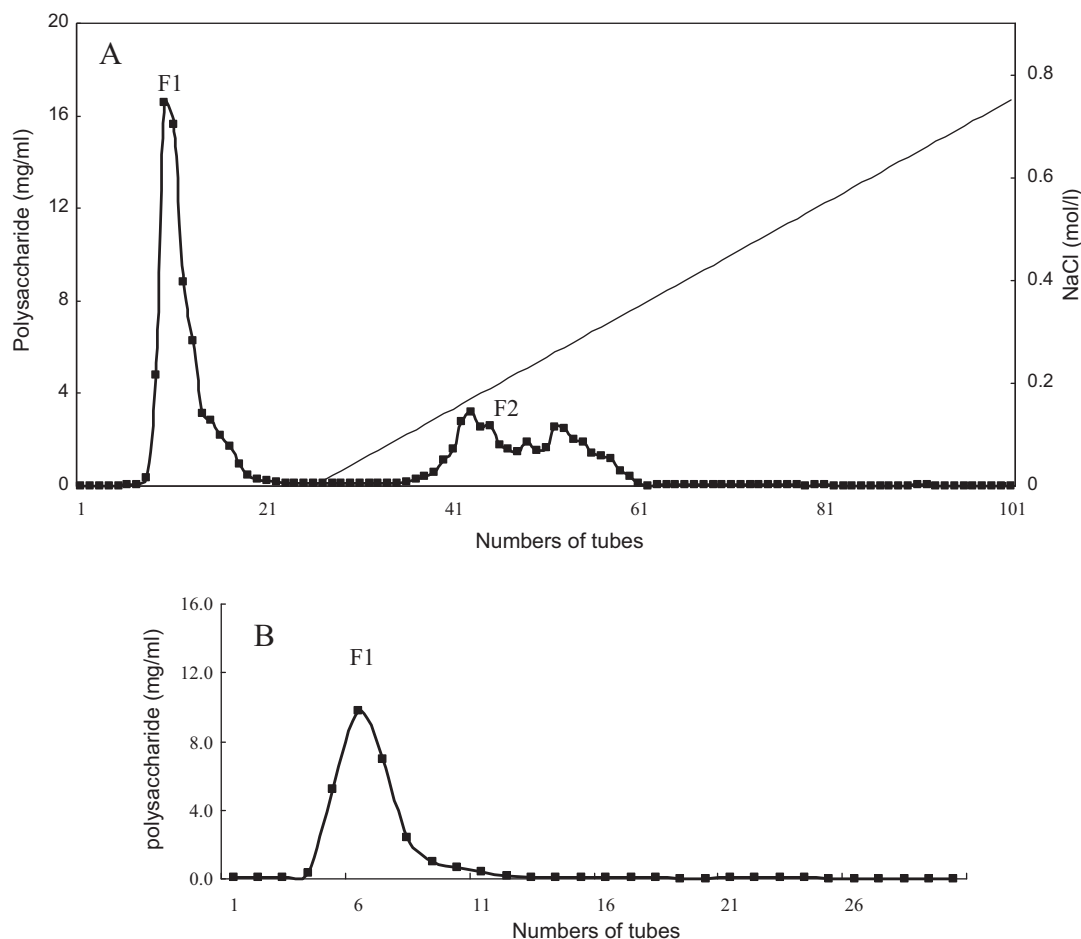 A
F1
F2
20
16
12
8
4
0
Polysaccharide (mg/ml)
0.8
0.6
0.4
0.2
0
NaCl (mol/l)
1 21 41 61 81 101
Numbers of tubes
B
F1
16.0
12.0
8.0
4.0
0.0
polysaccharide (mg/ml)
1 6 11 16 21 26
Numbers of tubes